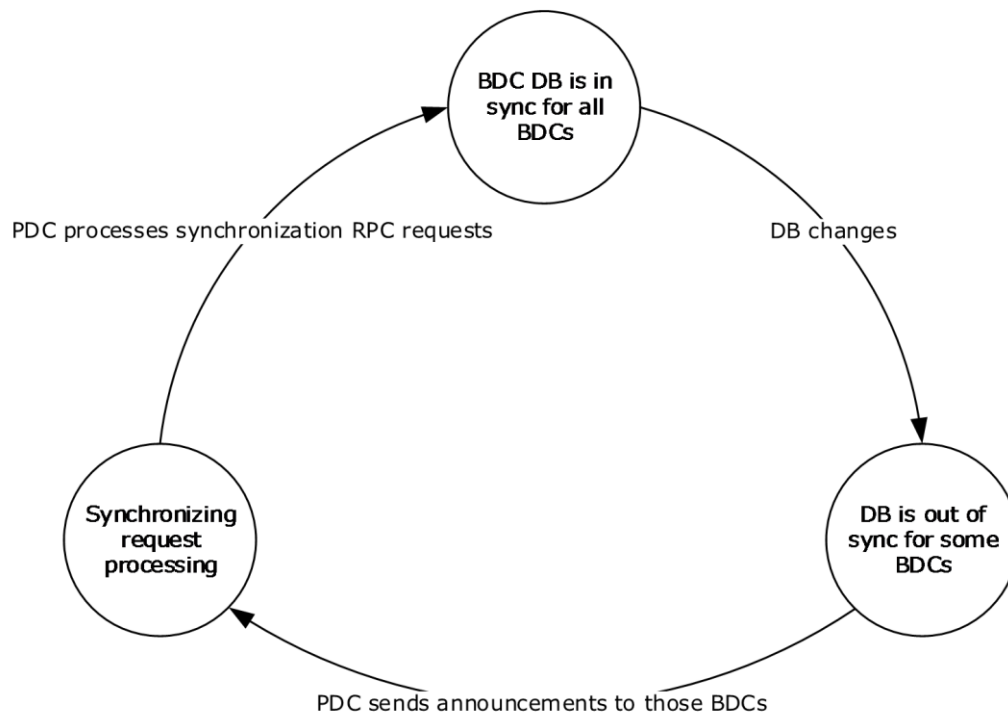 BDC DB is in
sync for all
BDCs
PDC processes synchronization RPC requests
DB changes
Synchronizing
request
processing
DB is out of
sync for some
BDCs
PDC sends announcements to those BDCs